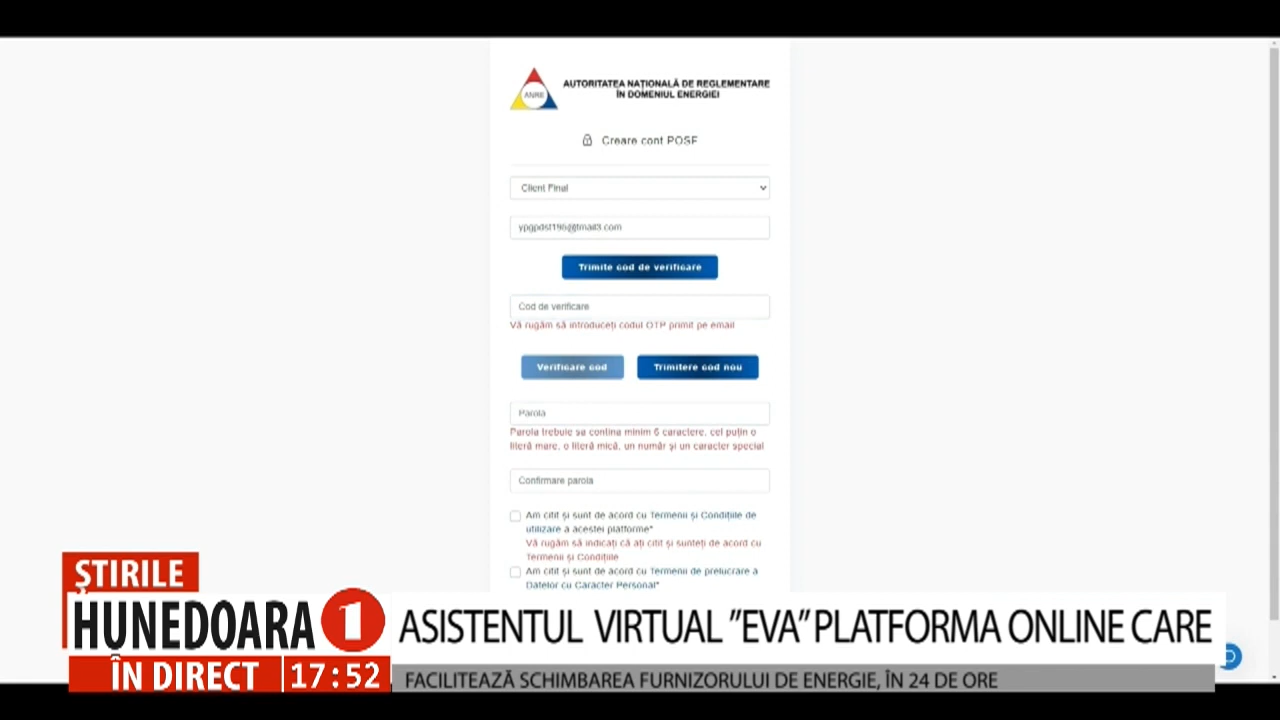 ANRE
AUTORITATEA NAȚIONALĂ DE REGLEMENTARE
ÎN DOMENIUL ENERGIEI
Creare cont POSF
Client Final
Trimite cod de verificare
Cod de verificare
Vă rugăm să introduceți codul OTP primit pe email
Verificare cod
Trimitere cod nou
Parola
Parola trebuie sa contina minim 6 caractere, cel puțin o
literă mare, o literă mică, un număr și un caracter special
Confirmare parola
Am citit și sunt de acord cu Termenii și Condițiile de
utilizare a acestei platforme*
Vă rugăm să indicați că ați citit și sunteți de acord cu
Termenii și Condițiile
Am citit și sunt de acord cu Termenii de prelucrare a
Datelor cu Caracter Personal*
ŞTIRILE
HUNEDOARA 1
ÎN DIRECT 17:52
ASISTENTUL VIRTUAL ”EVA” PLATFORMA ONLINE CARE
FACILITEAZĂ SCHIMBAREA FURNIZORULUI DE ENERGIE, ÎN 24 DE ORE